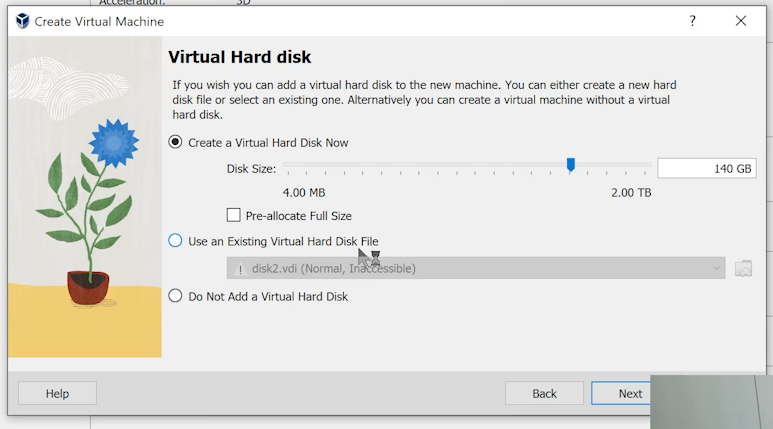 Acceleration: 3D
Create Virtual Machine
?
Virtual Hard disk
If you wish you can add a virtual hard disk to the new machine. You can either create a new hard
disk file or select an existing one. Alternatively you can create a virtual machine without a virtual
hard disk.
Create a Virtual Hard Disk Now
Disk Size:
140 GB
4.00 MB 2.00 TB
Pre-allocate Full Size
Use an Existing Virtual Hard Disk File
disk2.vdi (Normal, Inaccessible)
Do Not Add a Virtual Hard Disk
Help Back Next